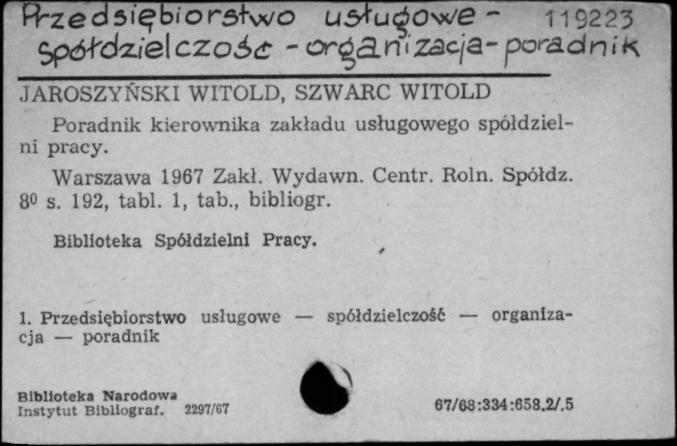 Przedsiębiorstwo usługowe - 119223
spółdzielczość - organizacja - poradnik
JAROSZYŃSKI WITOLD, SZWARC WITOLD
Poradnik kierownika zakładu usługowego spółdziel-
ni pracy.
Warszawa 1967 Zakł. Wydawn. Centr. Roln. Spółdz.
8⁰ s. 192, tabl. 1, tab., bibliogr.
Biblioteka Spółdzielni Pracy.
1. Przedsiębiorstwo usługowe — spółdzielczość — organiza-
cja — poradnik
Biblioteka Narodowa
Instytut Bibliograf. 2297/67 67/68:334:658.2/.5